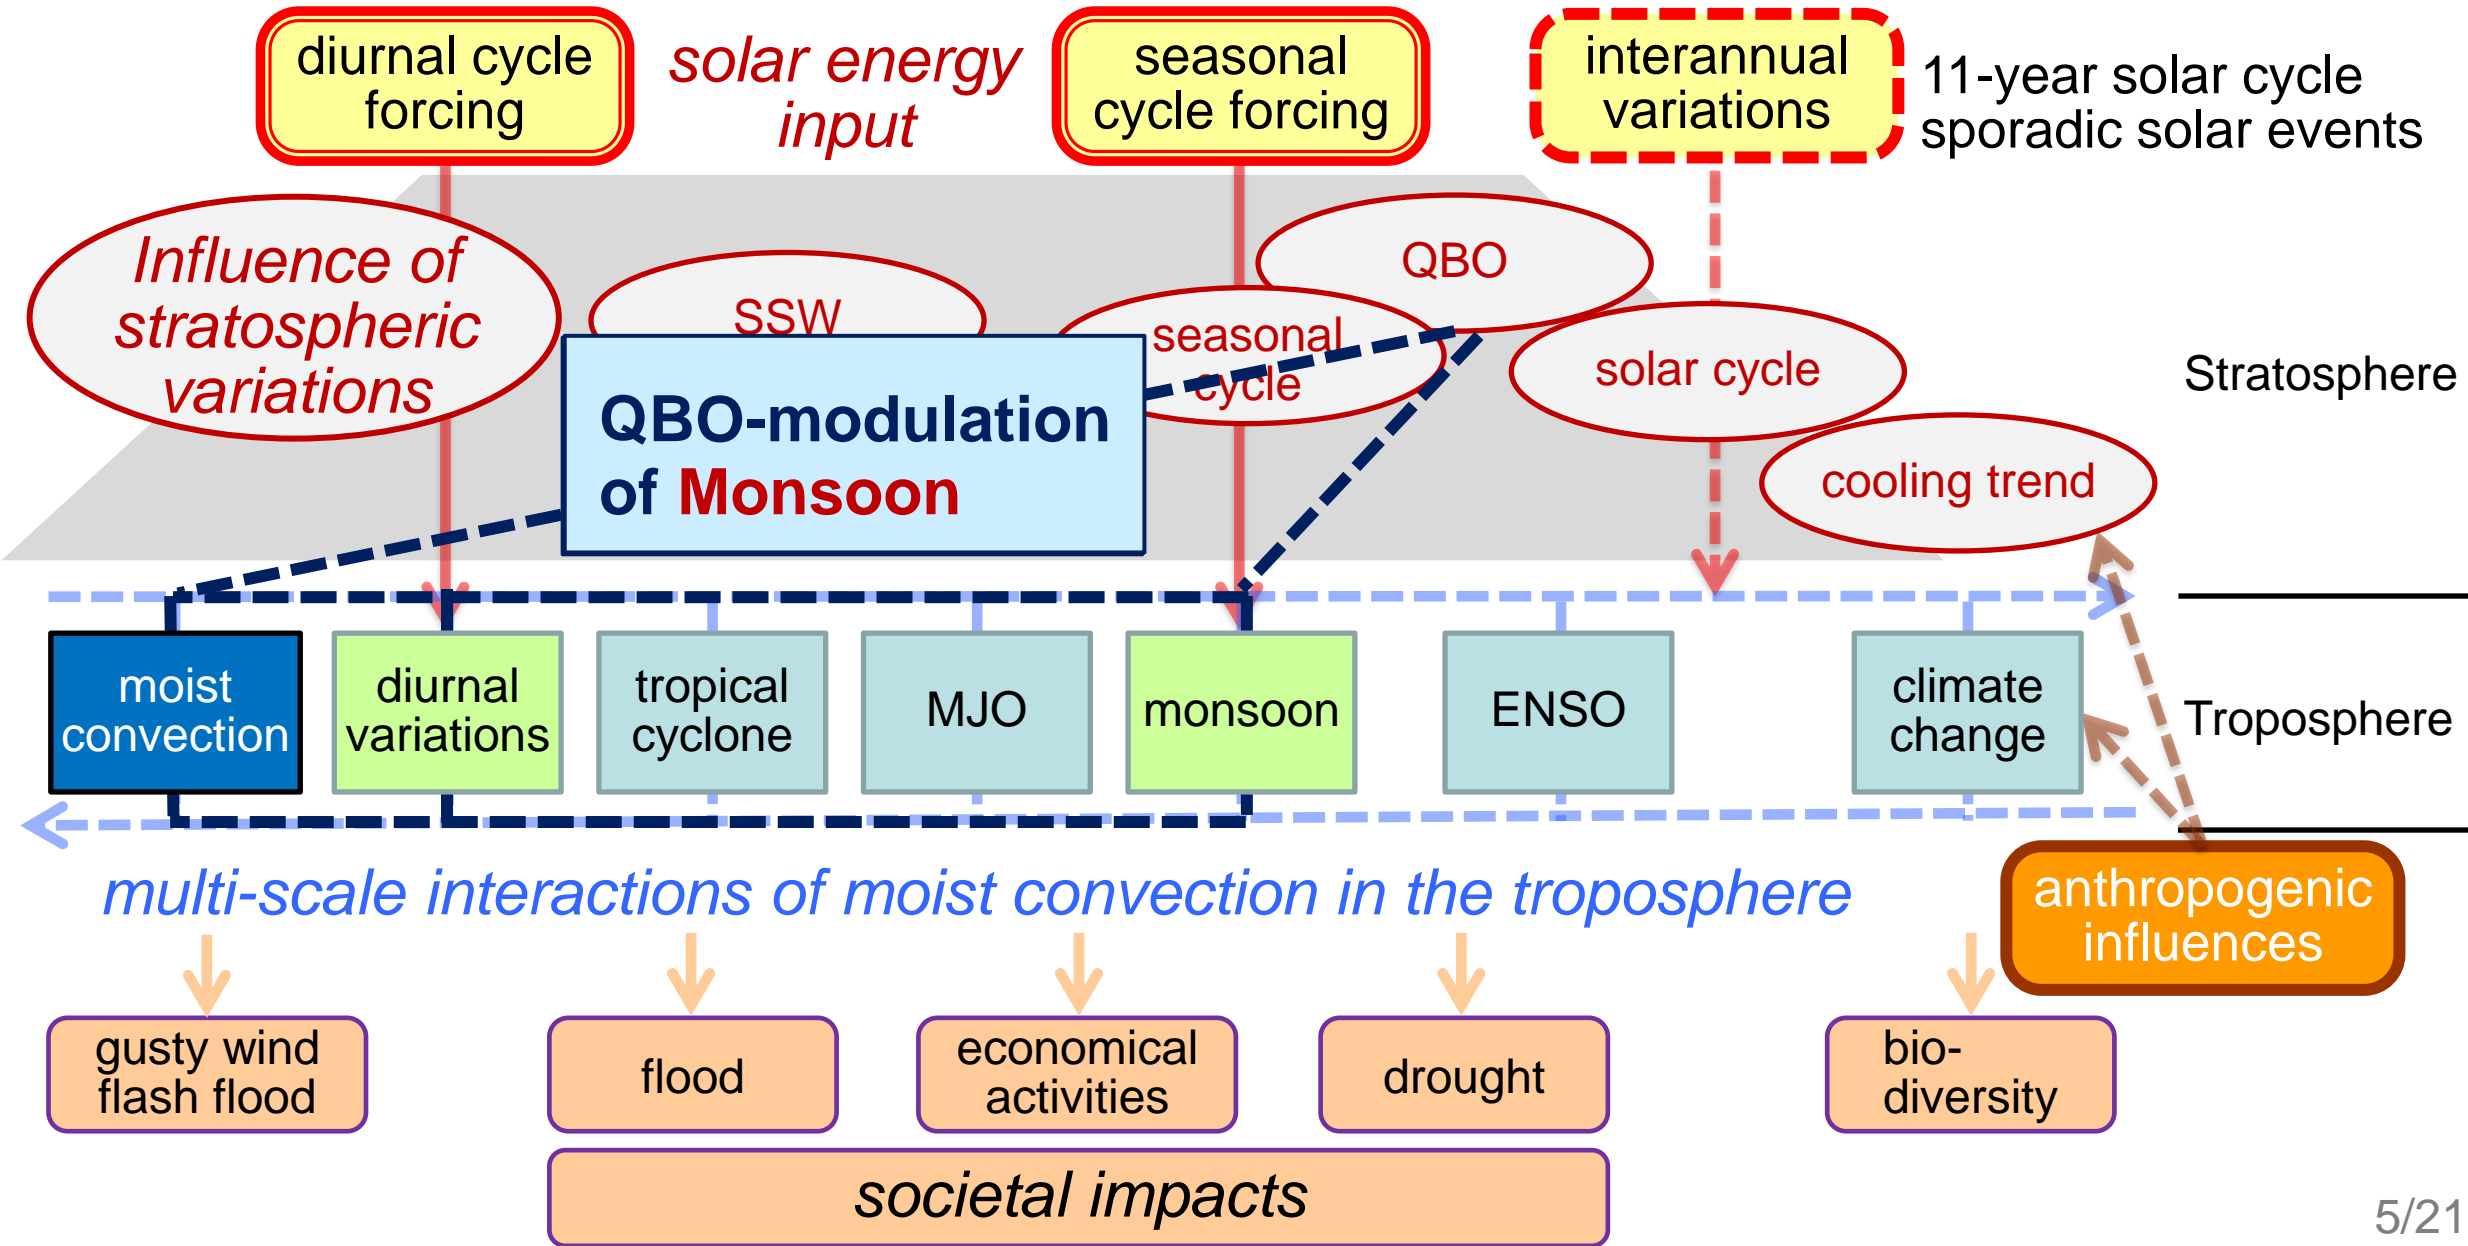 diurnal cycle
forcing
solar energy
input
seasonal
cycle forcing
interannual
variations
11-year solar cycle
sporadic solar events
Influence of
stratospheric
variations
SSW
QBO
seasonal
cycle
solar cycle
cooling trend
Stratosphere
QBO-modulation
of Monsoon
moist
convection
diurnal
variations
tropical
cyclone
MJO
monsoon
ENSO
climate
change
Troposphere
multi-scale interactions of moist convection in the troposphere
anthropogenic
influences
gusty wind
flash flood
flood
economical
activities
drought
bio-
diversity
societal impacts
5/21